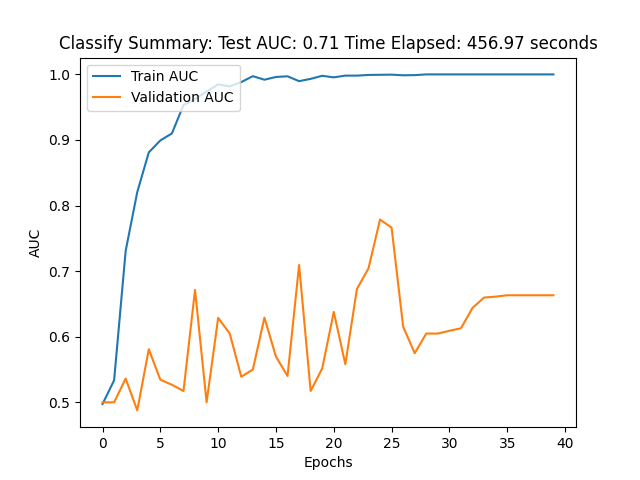 Classify Summary: Test AUC: 0.71 Time Elapsed: 456.97 seconds
Train AUC
Validation AUC
1.0
0.9
0.8
0.7
0.6
0.5
AUC
0 5 10 15 20 25 30 35 40
Epochs